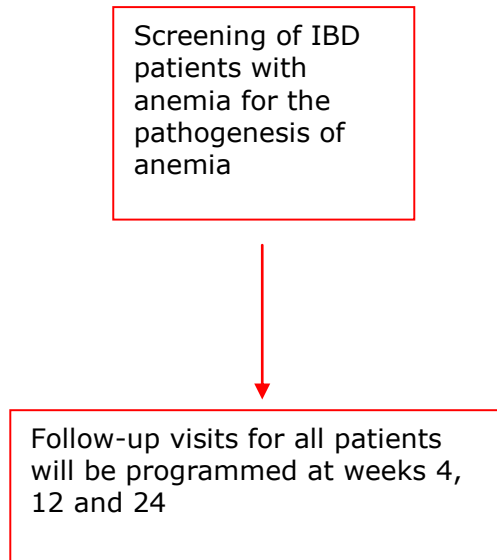 Screening of IBD
patients with
anemia for the
pathogenesis of
anemia
Follow-up visits for all patients
will be programmed at weeks 4,
12 and 24